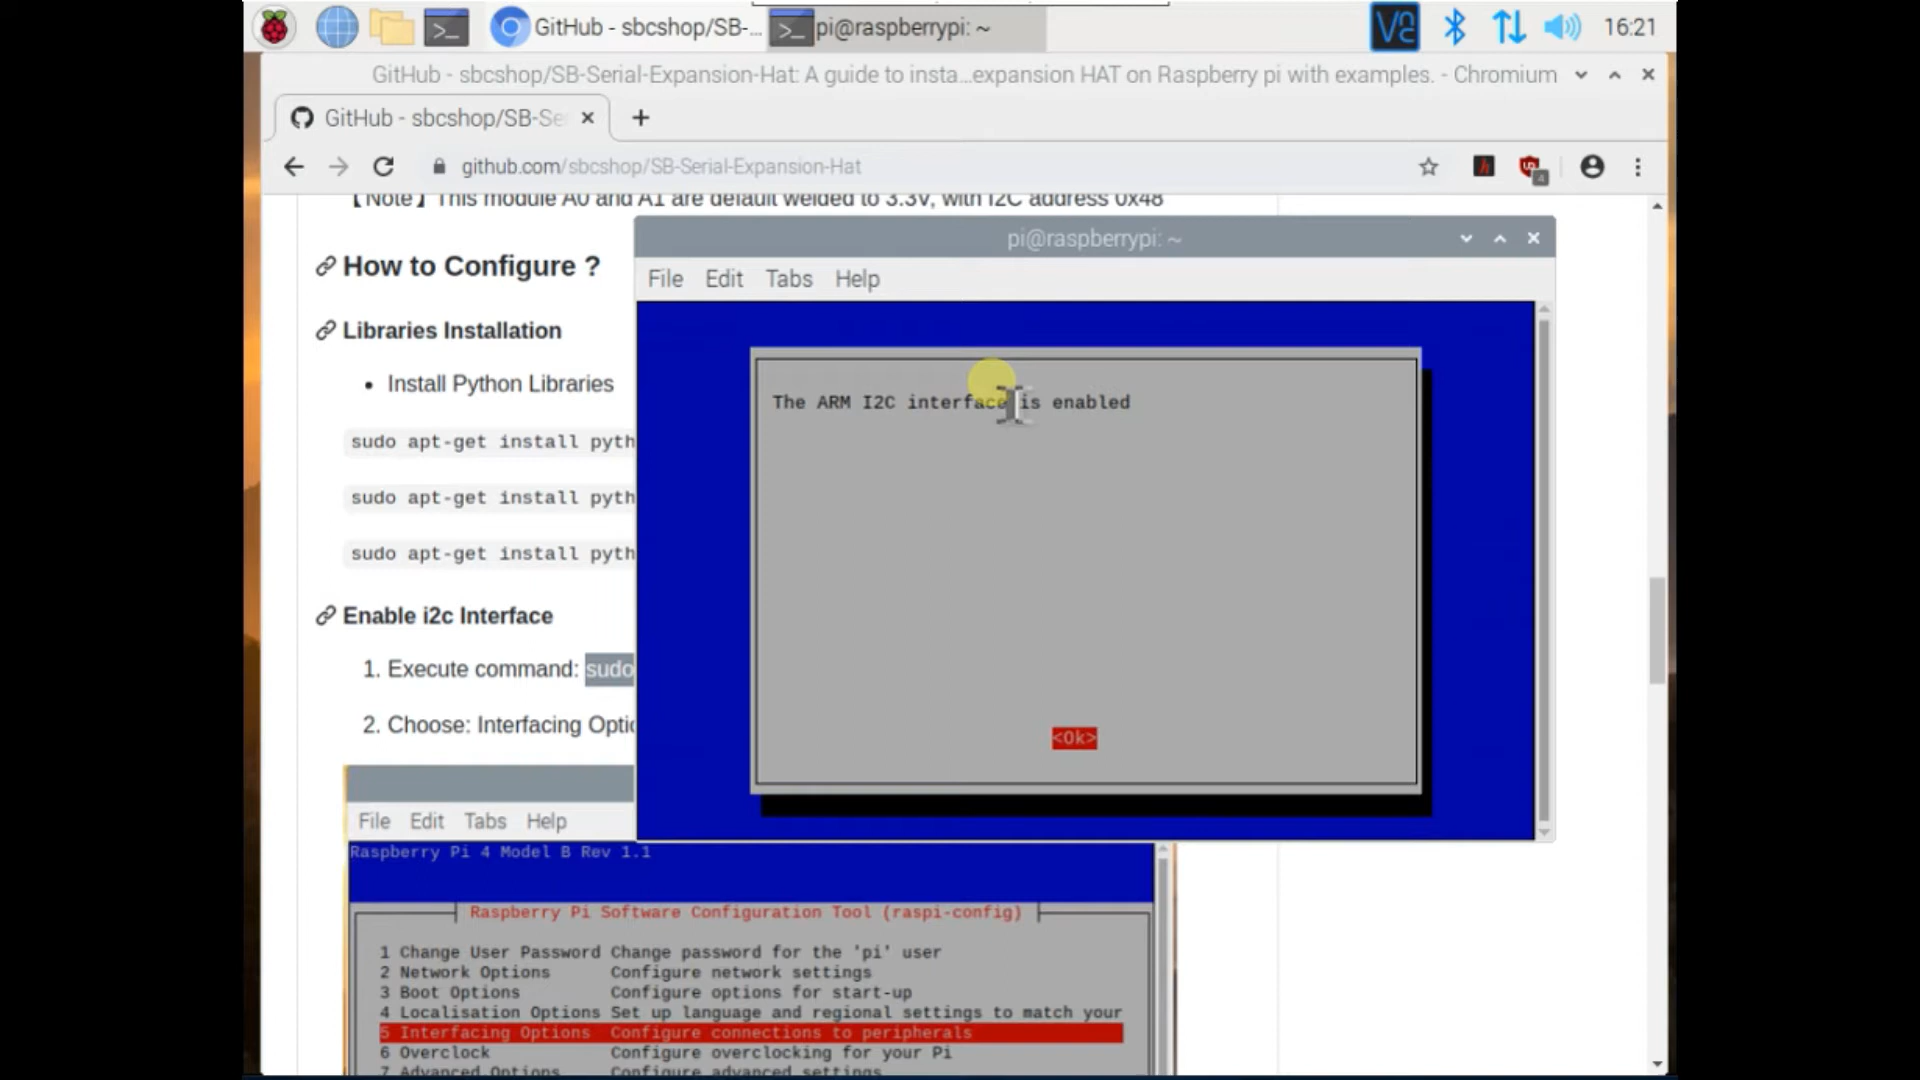 GitHub - sbcshop/SB-...
pi@raspberrypi: ~
16:21
GitHub - sbcshop/SB-Serial-Expansion-Hat: A guide to insta...expansion HAT on Raspberry pi with examples. - Chromium
GitHub - sbcshop/SB-Se
github.com/sbcshop/SB-Serial-Expansion-Hat
【Note】This module A0 and A1 are default welded to 3.3V, with I2C address 0x48
How to Configure ?
Libraries Installation
• Install Python Libraries
sudo apt-get install pyth
sudo apt-get install pyth
sudo apt-get install pyth
Enable i2c Interface
1. Execute command: sudo
2. Choose: Interfacing Optio
pi@raspberrypi: ~
File Edit Tabs Help
The ARM I2C interface is enabled
<Ok>
File Edit Tabs Help
Raspberry Pi 4 Model B Rev 1.1
Raspberry Pi Software Configuration Tool (raspi-config)
1 Change User Password Change password for the 'pi' user
2 Network Options Configure network settings
3 Boot Options Configure options for start-up
4 Localisation Options Set up language and regional settings to match your
5 Interfacing Options Configure connections to peripherals
6 Overclock Configure overclocking for your Pi
7 Advanced Options Configure advanced settings